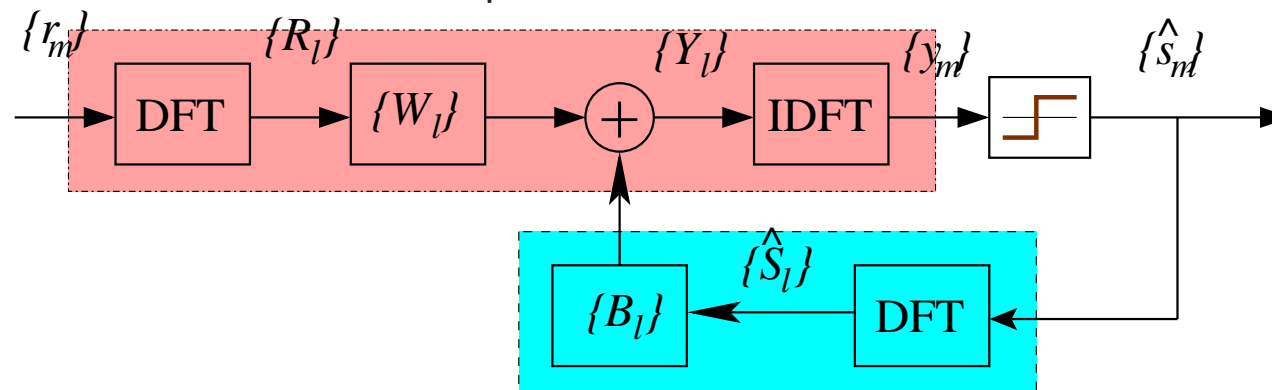 {r_m}
{R_l}
{Y_l}
{y_m}
{ŝ_m}
DFT
{W_l}
+
IDFT
{Ŝ_l}
{B_l}
DFT